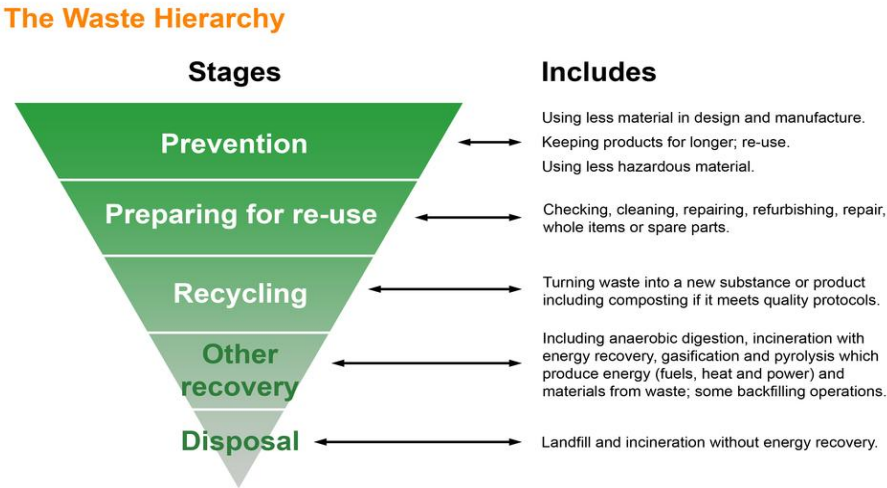 The Waste Hierarchy
Stages
Includes
Prevention
Using less material in design and manufacture.
Keeping products for longer; re-use.
Using less hazardous material.
Preparing for re-use
Checking, cleaning, repairing, refurbishing, repair,
whole items or spare parts.
Recycling
Turning waste into a new substance or product
including composting if it meets quality protocols.
Other
recovery
Including anaerobic digestion, incineration with
energy recovery, gasification and pyrolysis which
produce energy (fuels, heat and power) and
materials from waste; some backfilling operations.
Disposal
Landfill and incineration without energy recovery.